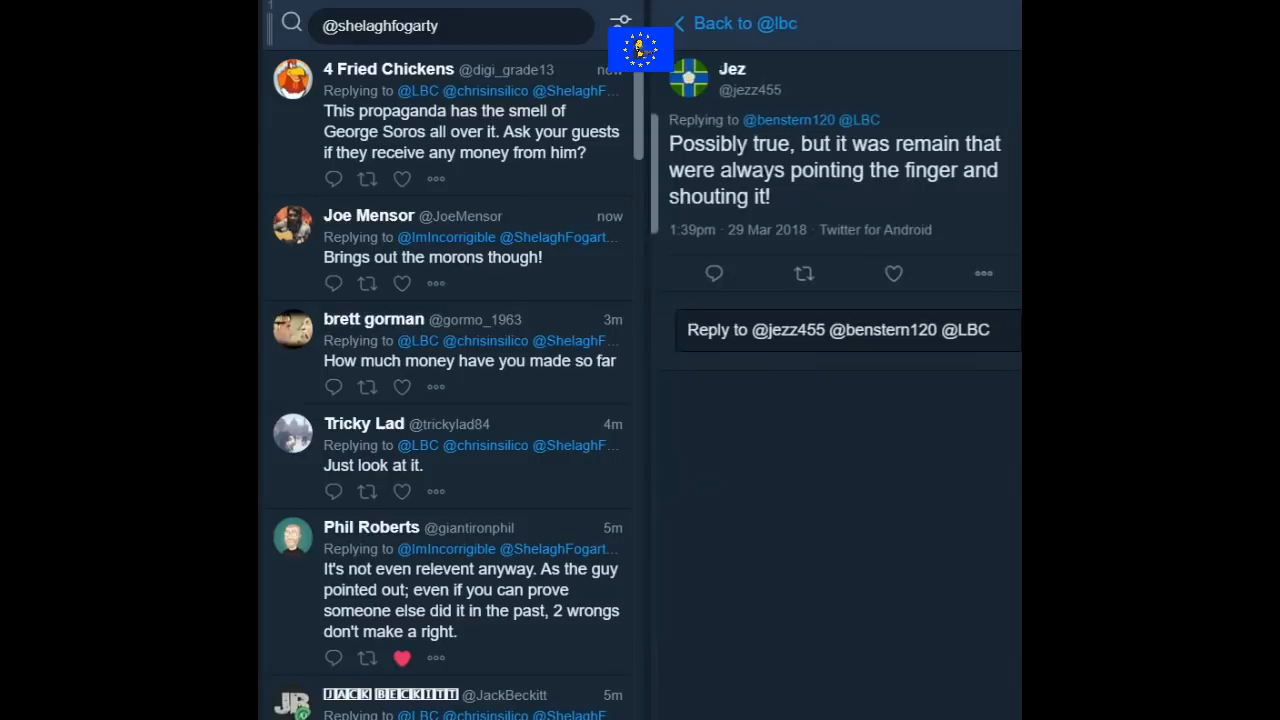 1
@shelaghfogarty
4 Fried Chickens @digi_grade13 now
Replying to @LBC @chrisinsilico @ShelaghF...
This propaganda has the smell of
George Soros all over it. Ask your guests
if they receive any money from him?
Joe Mensor @JoeMensor now
Replying to @ImIncorrigible @ShelaghFogart...
Brings out the morons though!
brett gorman @gormo_1963 3m
Replying to @LBC @chrisinsilico @ShelaghF...
How much money have you made so far
Tricky Lad @trickylad84 4m
Replying to @LBC @chrisinsilico @ShelaghF...
Just look at it.
Phil Roberts @giantironphil 5m
Replying to @ImIncorrigible @ShelaghFogart...
It's not even relevent anyway. As the guy
pointed out; even if you can prove
someone else did it in the past, 2 wrongs
don't make a right.
JACK BECKITT @JackBeckitt 5m
JB
Replying to @LBC @chrisinsilico @ShelaghF
Back to @lbc
Jez
@jezz455
Replying to @benstern120 @LBC
Possibly true, but it was remain that
were always pointing the finger and
shouting it!
1:39pm · 29 Mar 2018 · Twitter for Android
Reply to @jezz455 @benstern120 @LBC